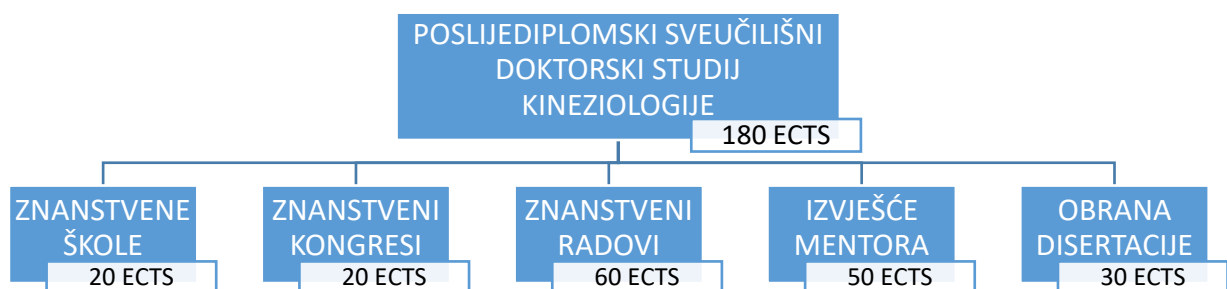 POSLIJEDIPLOMSKI SVEUČILIŠNI
DOKTORSKI STUDIJ
KINEZIOLOGIJE
180 ECTS
ZNANSTVENE
ŠKOLE
20 ECTS
ZNANSTVENI
KONGRESI
20 ECTS
ZNANSTVENI
RADOVI
60 ECTS
IZVJEŠĆE
MENTORA
50 ECTS
OBRANA
DISERTACIJE
30 ECTS